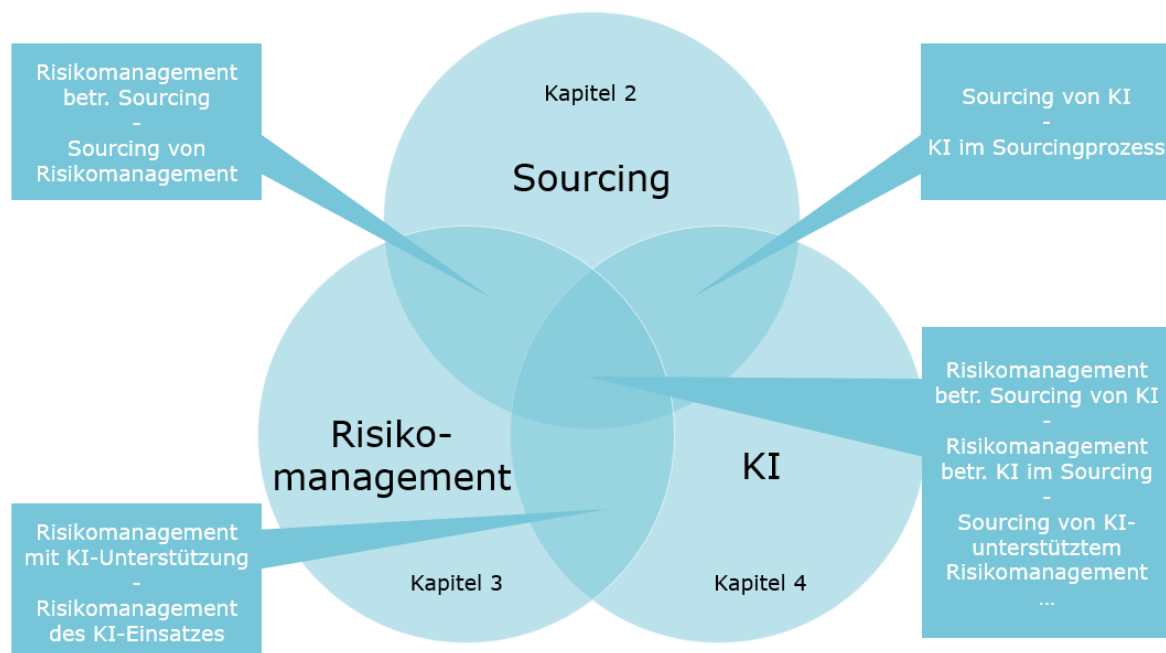 Risikomanagement
betr. Sourcing
-
Sourcing von
Risikomanagement
Kapitel 2
Sourcing
Sourcing von KI
-
KI im Sourcingprozess
Risiko-
management
Kapitel 3
KI
Kapitel 4
Risikomanagement
betr. Sourcing von KI
-
Risikomanagement
betr. KI im Sourcing
-
Sourcing von KI-
unterstütztem
Risikomanagement
...
Risikomanagement
mit KI-Unterstützung
-
Risikomanagement
des KI-Einsatzes